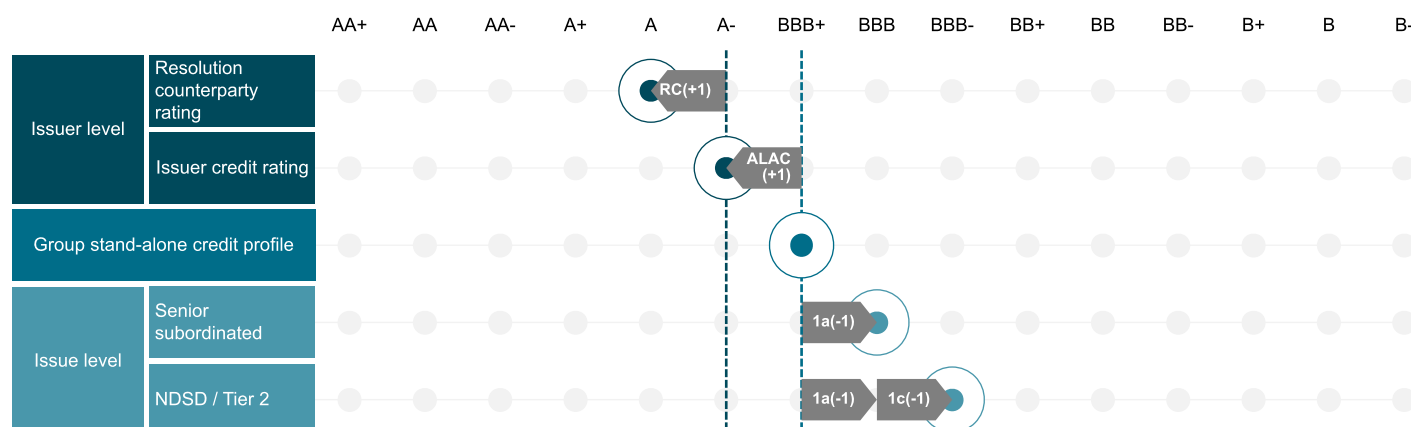 AA+ AA AA- A+ A A- BBB+ BBB BBB- BB+ BB BB- B+ B B-
Issuer level
Resolution
counterparty
rating
RC(+1)
Issuer credit rating
ALAC
(+1)
Group stand-alone credit profile
Issue level
Senior
subordinated
1a(-1)
NDSD / Tier 2
1a(-1) 1c(-1)